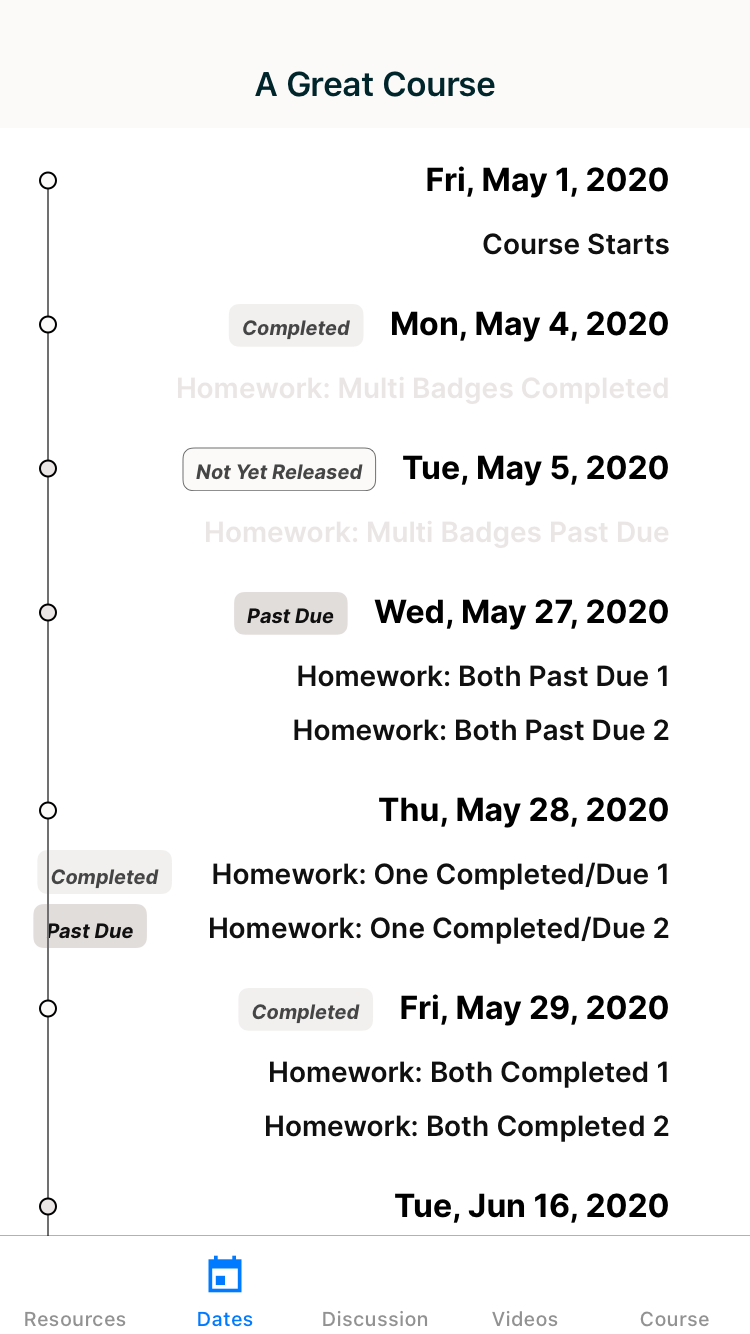 A Great Course
Fri, May 1, 2020
Course Starts
Completed Mon, May 4, 2020
Homework: Multi Badges Completed
Not Yet Released Tue, May 5, 2020
Homework: Multi Badges Past Due
Past Due Wed, May 27, 2020
Homework: Both Past Due 1
Homework: Both Past Due 2
Thu, May 28, 2020
Completed Homework: One Completed/Due 1
Past Due Homework: One Completed/Due 2
Completed Fri, May 29, 2020
Homework: Both Completed 1
Homework: Both Completed 2
Tue, Jun 16, 2020
Resources Dates Discussion Videos Course